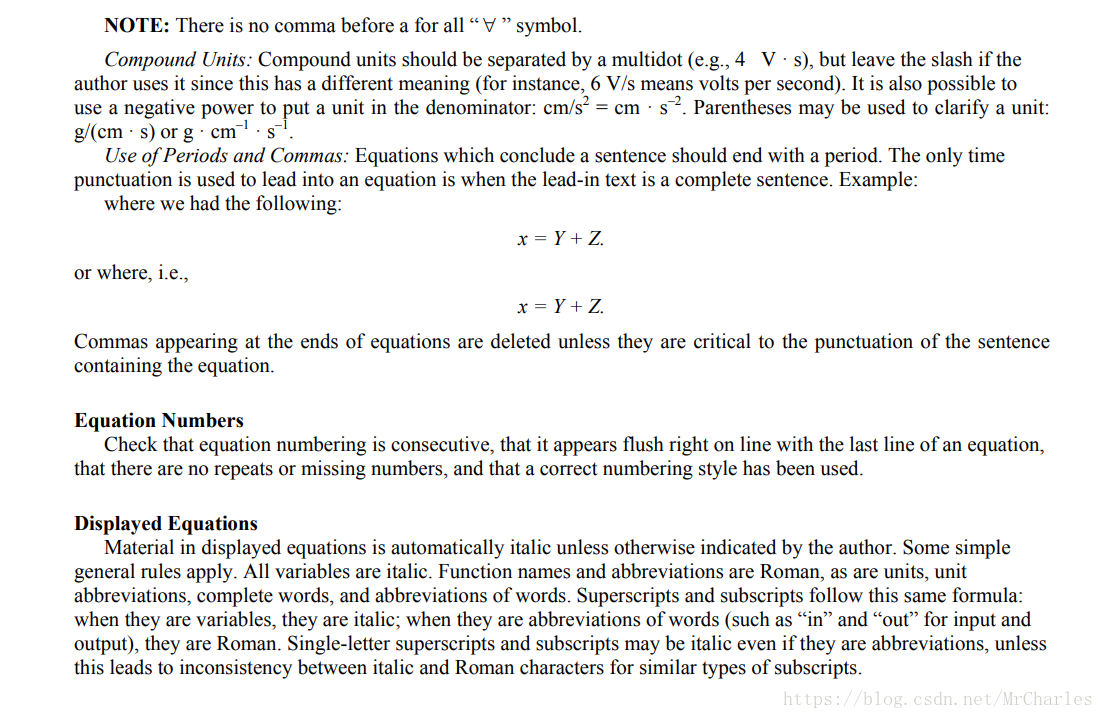 NOTE: There is no comma before a for all “∀” symbol.
Compound Units: Compound units should be separated by a multidot (e.g., 4 V · s), but leave the slash if the
author uses it since this has a different meaning (for instance, 6 V/s means volts per second). It is also possible to
use a negative power to put a unit in the denominator: cm/s² = cm · s⁻². Parentheses may be used to clarify a unit:
g/(cm · s) or g · cm⁻¹ · s⁻¹.
Use of Periods and Commas: Equations which conclude a sentence should end with a period. The only time
punctuation is used to lead into an equation is when the lead-in text is a complete sentence. Example:
where we had the following:
x = Y + Z.
or where, i.e.,
x = Y + Z.
Commas appearing at the ends of equations are deleted unless they are critical to the punctuation of the sentence
containing the equation.
Equation Numbers
Check that equation numbering is consecutive, that it appears flush right on line with the last line of an equation,
that there are no repeats or missing numbers, and that a correct numbering style has been used.
Displayed Equations
Material in displayed equations is automatically italic unless otherwise indicated by the author. Some simple
general rules apply. All variables are italic. Function names and abbreviations are Roman, as are units, unit
abbreviations, complete words, and abbreviations of words. Superscripts and subscripts follow this same formula:
when they are variables, they are italic; when they are abbreviations of words (such as “in” and “out” for input and
output), they are Roman. Single-letter superscripts and subscripts may be italic even if they are abbreviations, unless
this leads to inconsistency between italic and Roman characters for similar types of subscripts.
https://blog.csdn.net/MrCharles